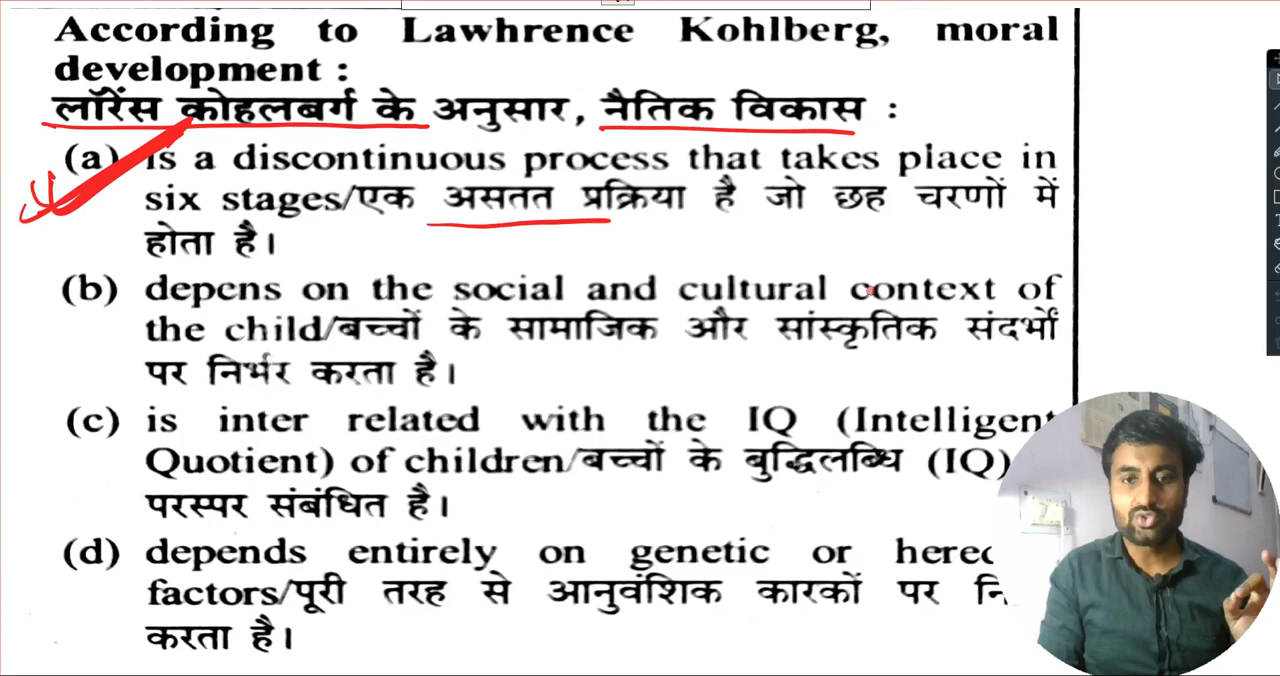 According to Lawhrence Kohlberg, moral
development :
लॉरेंस कोहलबर्ग के अनुसार, नैतिक विकास :
(a) is a discontinuous process that takes place in
six stages/एक असतत प्रक्रिया है जो छह चरणों में
होता है।
(b) depens on the social and cultural context of
the child/बच्चों के सामाजिक और सांस्कृतिक संदर्भों
पर निर्भर करता है।
(c) is inter related with the IQ (Intelligent
Quotient) of children/बच्चों के बुद्धिलब्धि (IQ)
परस्पर संबंधित है।
(d) depends entirely on genetic or
factors/पूरी तरह से आनुवंशिक कारकों पर
करता है।